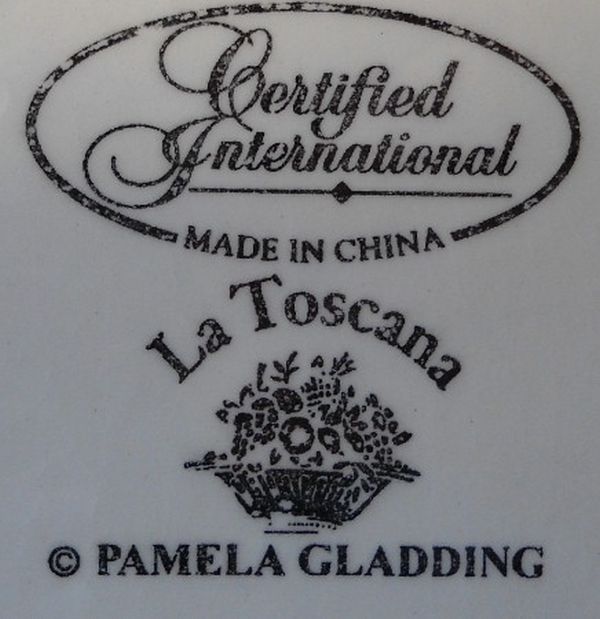 Certified
International
MADE IN CHINA
La Toscana
© PAMELA GLADDING